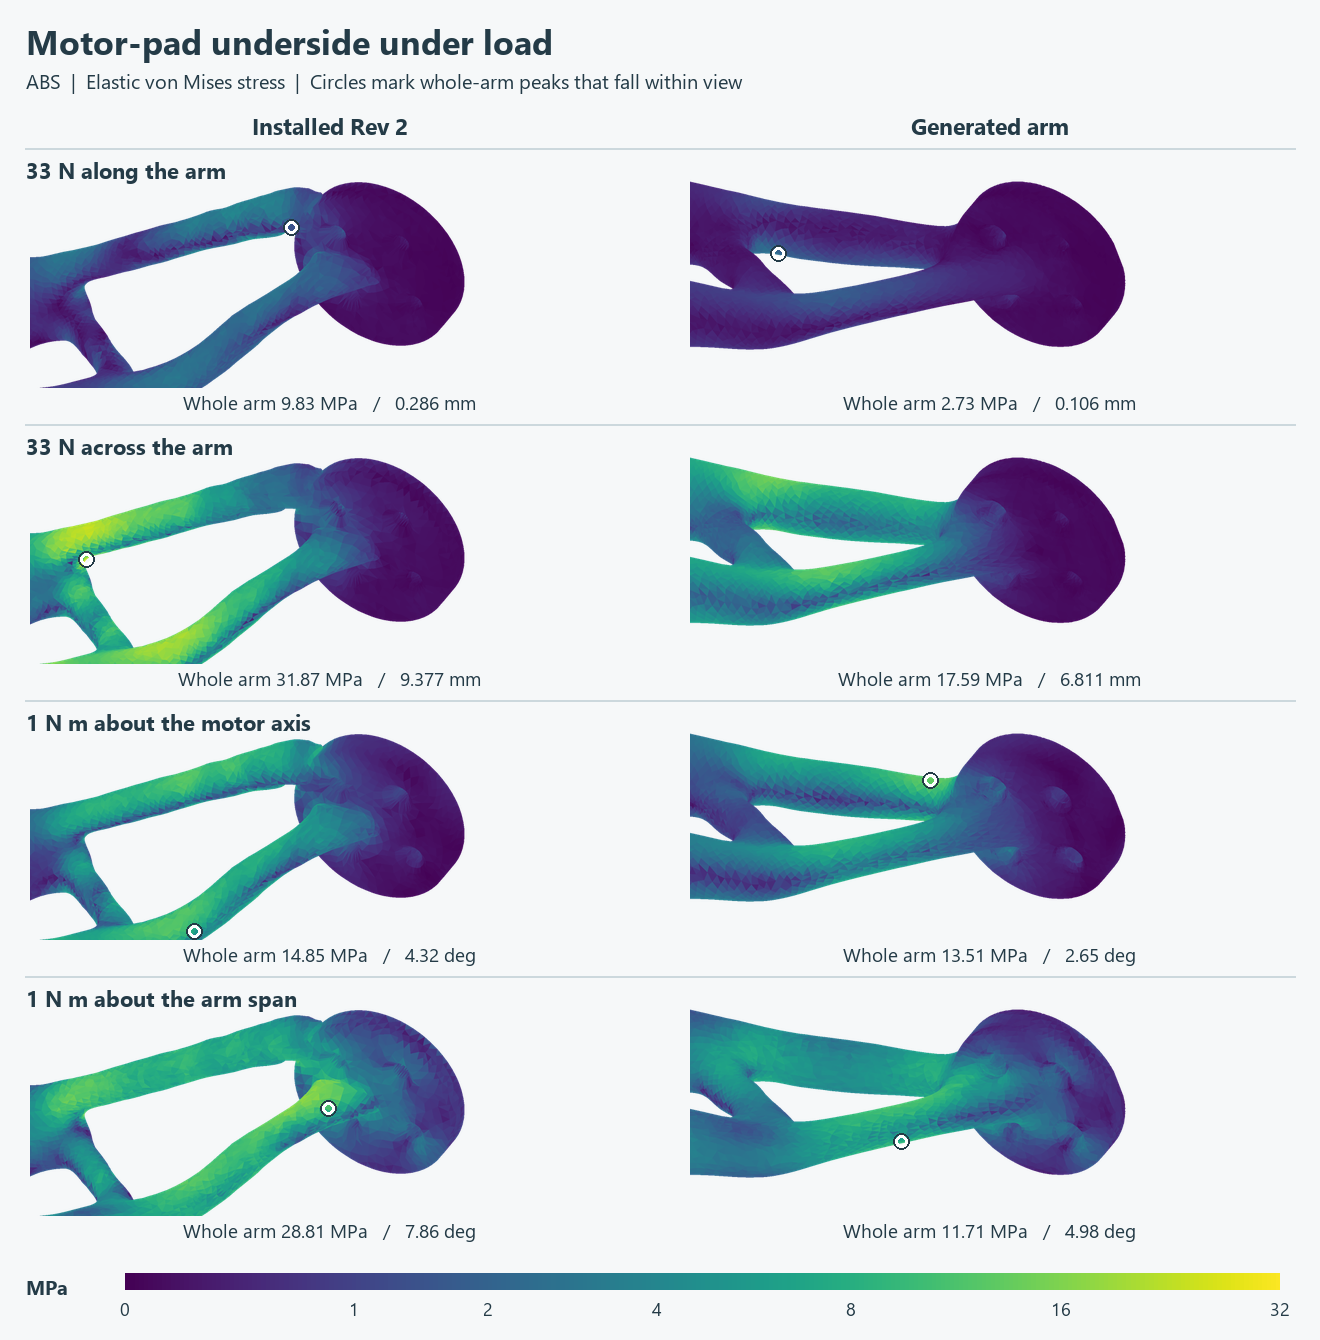 Motor-pad underside under load
ABS | Elastic von Mises stress | Circles mark whole-arm peaks that fall within view
Installed Rev 2
Generated arm
33 N along the arm
Whole arm 9.83 MPa / 0.286 mm
Whole arm 2.73 MPa / 0.106 mm
33 N across the arm
Whole arm 31.87 MPa / 9.377 mm
Whole arm 17.59 MPa / 6.811 mm
1 N m about the motor axis
Whole arm 14.85 MPa / 4.32 deg
Whole arm 13.51 MPa / 2.65 deg
1 N m about the arm span
Whole arm 28.81 MPa / 7.86 deg
Whole arm 11.71 MPa / 4.98 deg
MPa
0 1 2 4 8 16 32